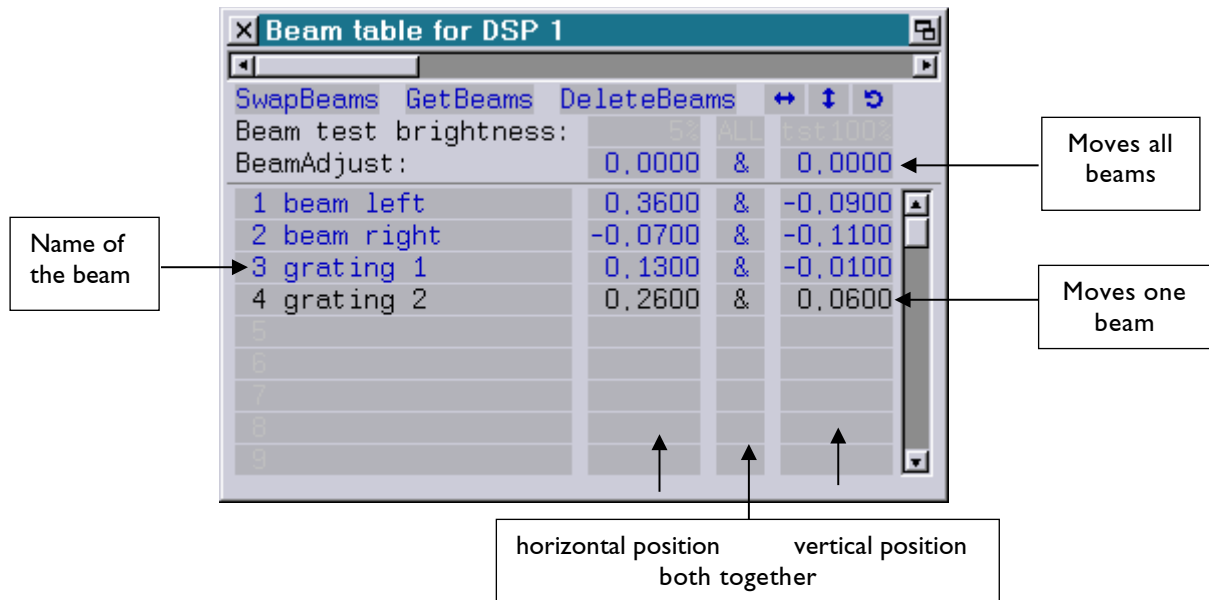 Beam table for DSP 1
SwapBeams GetBeams DeleteBeams
Beam test brightness: 5% ALL tst100%
BeamAdjust: 0,0000 & 0,0000
1 beam left 0,3600 & -0,0900
2 beam right -0,0700 & -0,1100
3 grating 1 0,1300 & -0,0100
4 grating 2 0,2600 & 0,0600
5
6
7
8
9
Moves all
beams
Name of
the beam
Moves one
beam
horizontal position vertical position
both together